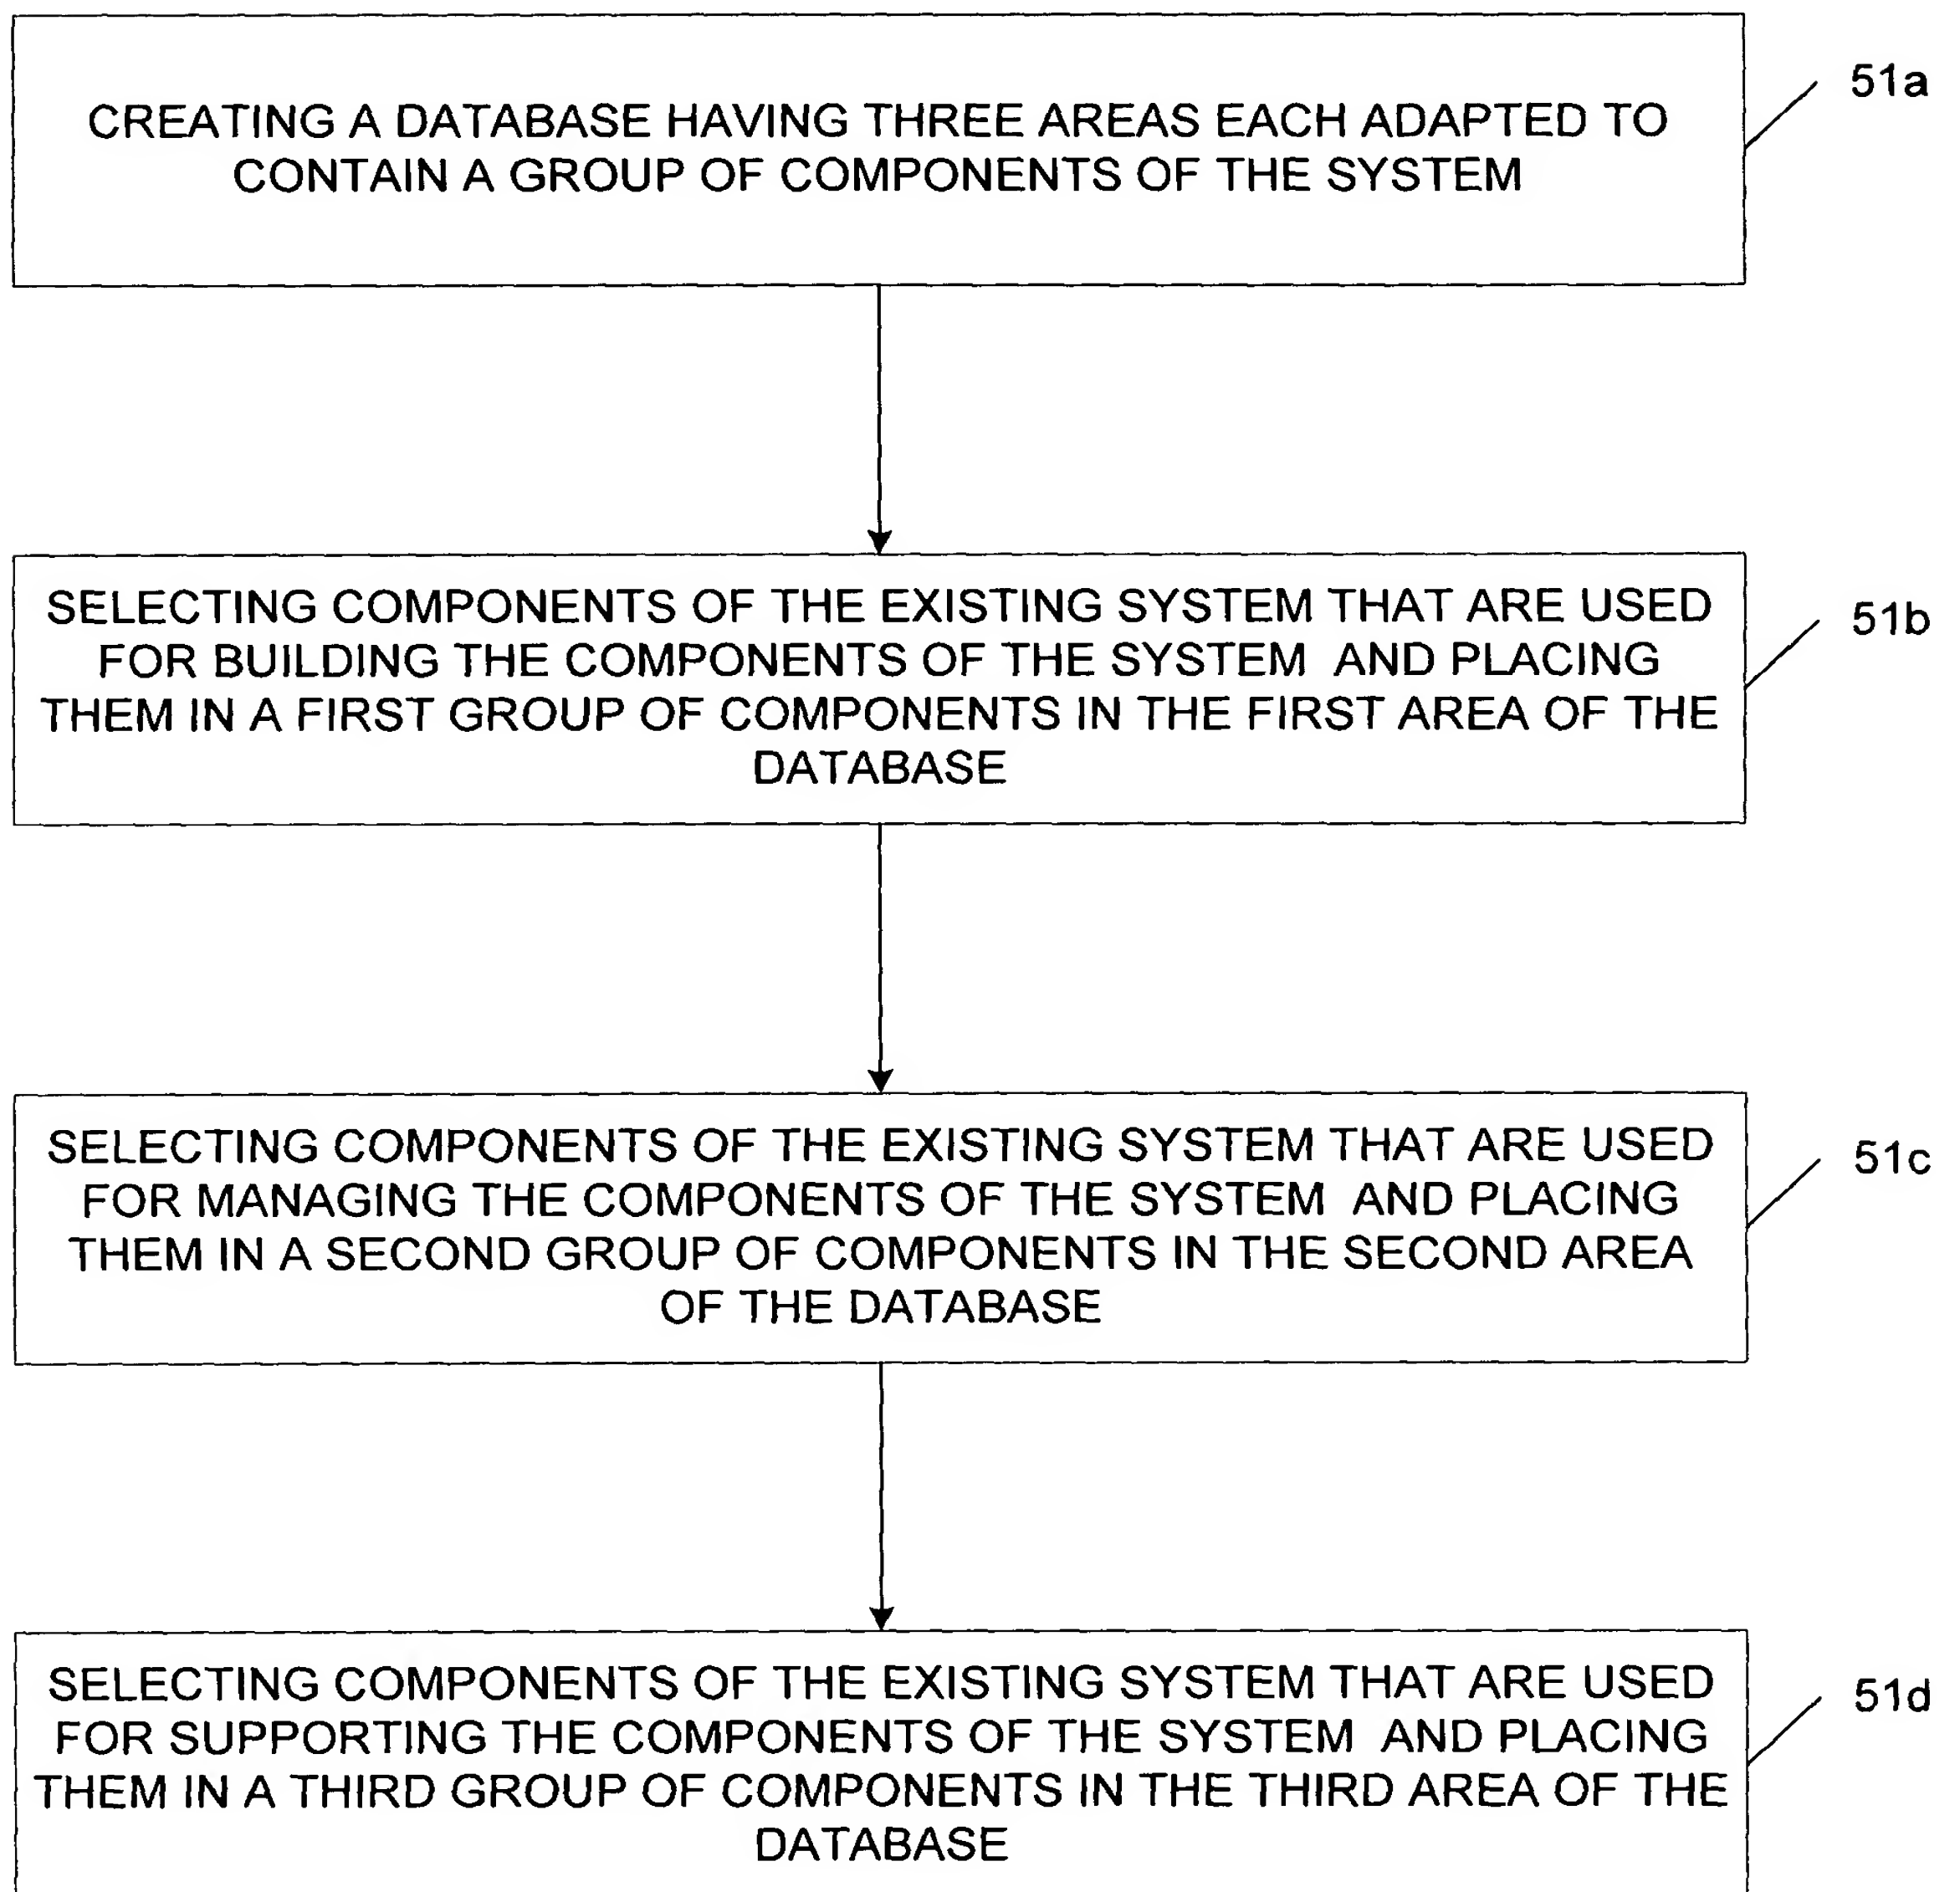 CREATING A DATABASE HAVING THREE AREAS EACH ADAPTED TO
CONTAIN A GROUP OF COMPONENTS OF THE SYSTEM
51a
SELECTING COMPONENTS OF THE EXISTING SYSTEM THAT ARE USED
FOR BUILDING THE COMPONENTS OF THE SYSTEM AND PLACING
THEM IN A FIRST GROUP OF COMPONENTS IN THE FIRST AREA OF THE
DATABASE
51b
SELECTING COMPONENTS OF THE EXISTING SYSTEM THAT ARE USED
FOR MANAGING THE COMPONENTS OF THE SYSTEM AND PLACING
THEM IN A SECOND GROUP OF COMPONENTS IN THE SECOND AREA
OF THE DATABASE
51c
SELECTING COMPONENTS OF THE EXISTING SYSTEM THAT ARE USED
FOR SUPPORTING THE COMPONENTS OF THE SYSTEM AND PLACING
THEM IN A THIRD GROUP OF COMPONENTS IN THE THIRD AREA OF THE
DATABASE
51d